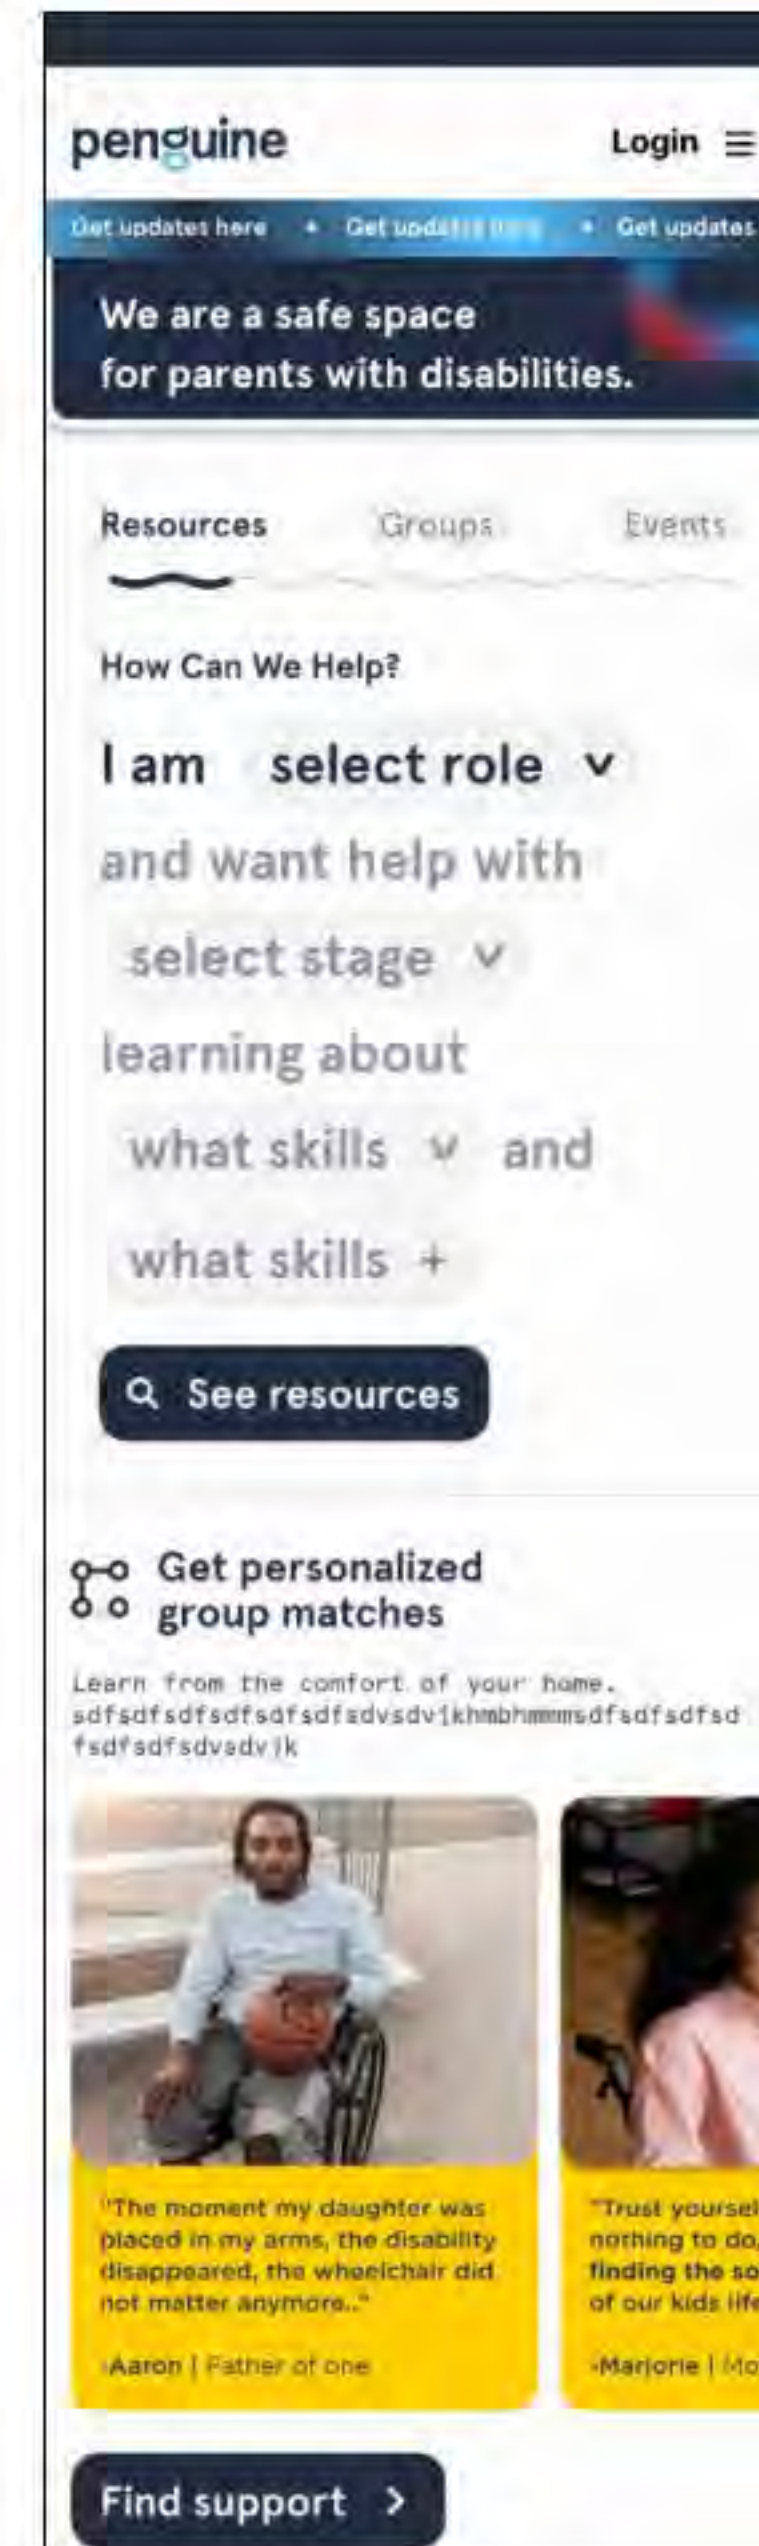 penguine
Login
Get updates here • Get updates here • Get updates
We are a safe space
for parents with disabilities.
Resources Groups Events
How Can We Help?
I am select role
and want help with
select stage
learning about
what skills and
what skills +
See resources
Get personalized
group matches
Learn from the comfort of your home.
"The moment my daughter was
placed in my arms, the disability
disappeared, the wheelchair did
not matter anymore.."
-Aaron | Father of one
"Trust yourself
nothing to do,
finding the so
of our kids life
-Marjorie | Mo
Find support >